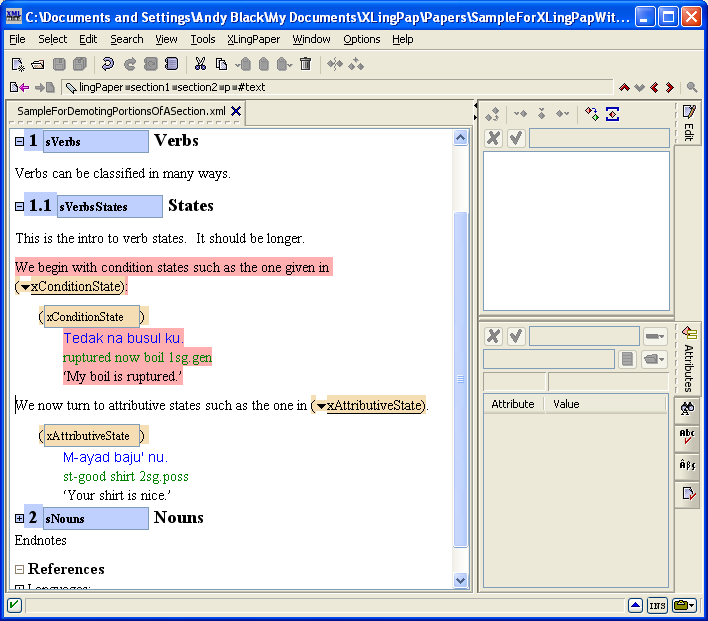 C:\Documents and Settings\Andy Black\My Documents\XLingPap\Papers\SampleForXLingPapWit...
File Select Edit Search View Tools XLingPaper Window Options Help
lingPaper section1 section2 p #text
SampleForDemotingPortionsOfASection.xml
1 sVerbs Verbs
Verbs can be classified in many ways.
1.1 sVerbsStates States
This is the intro to verb states. It should be longer.
We begin with condition states such as the one given in
(xConditionState):
(xConditionState)
Tedak na busul ku.
ruptured now boil 1sg.gen
‘My boil is ruptured.’
We now turn to attributive states such as the one in (xAttributiveState).
(xAttributiveState)
M-ayad baju' nu.
st-good shirt 2sg.poss
‘Your shirt is nice.’
2 sNouns Nouns
Endnotes
References
Languages:
Edit
Attributes
Attribute Value
Abc
INS